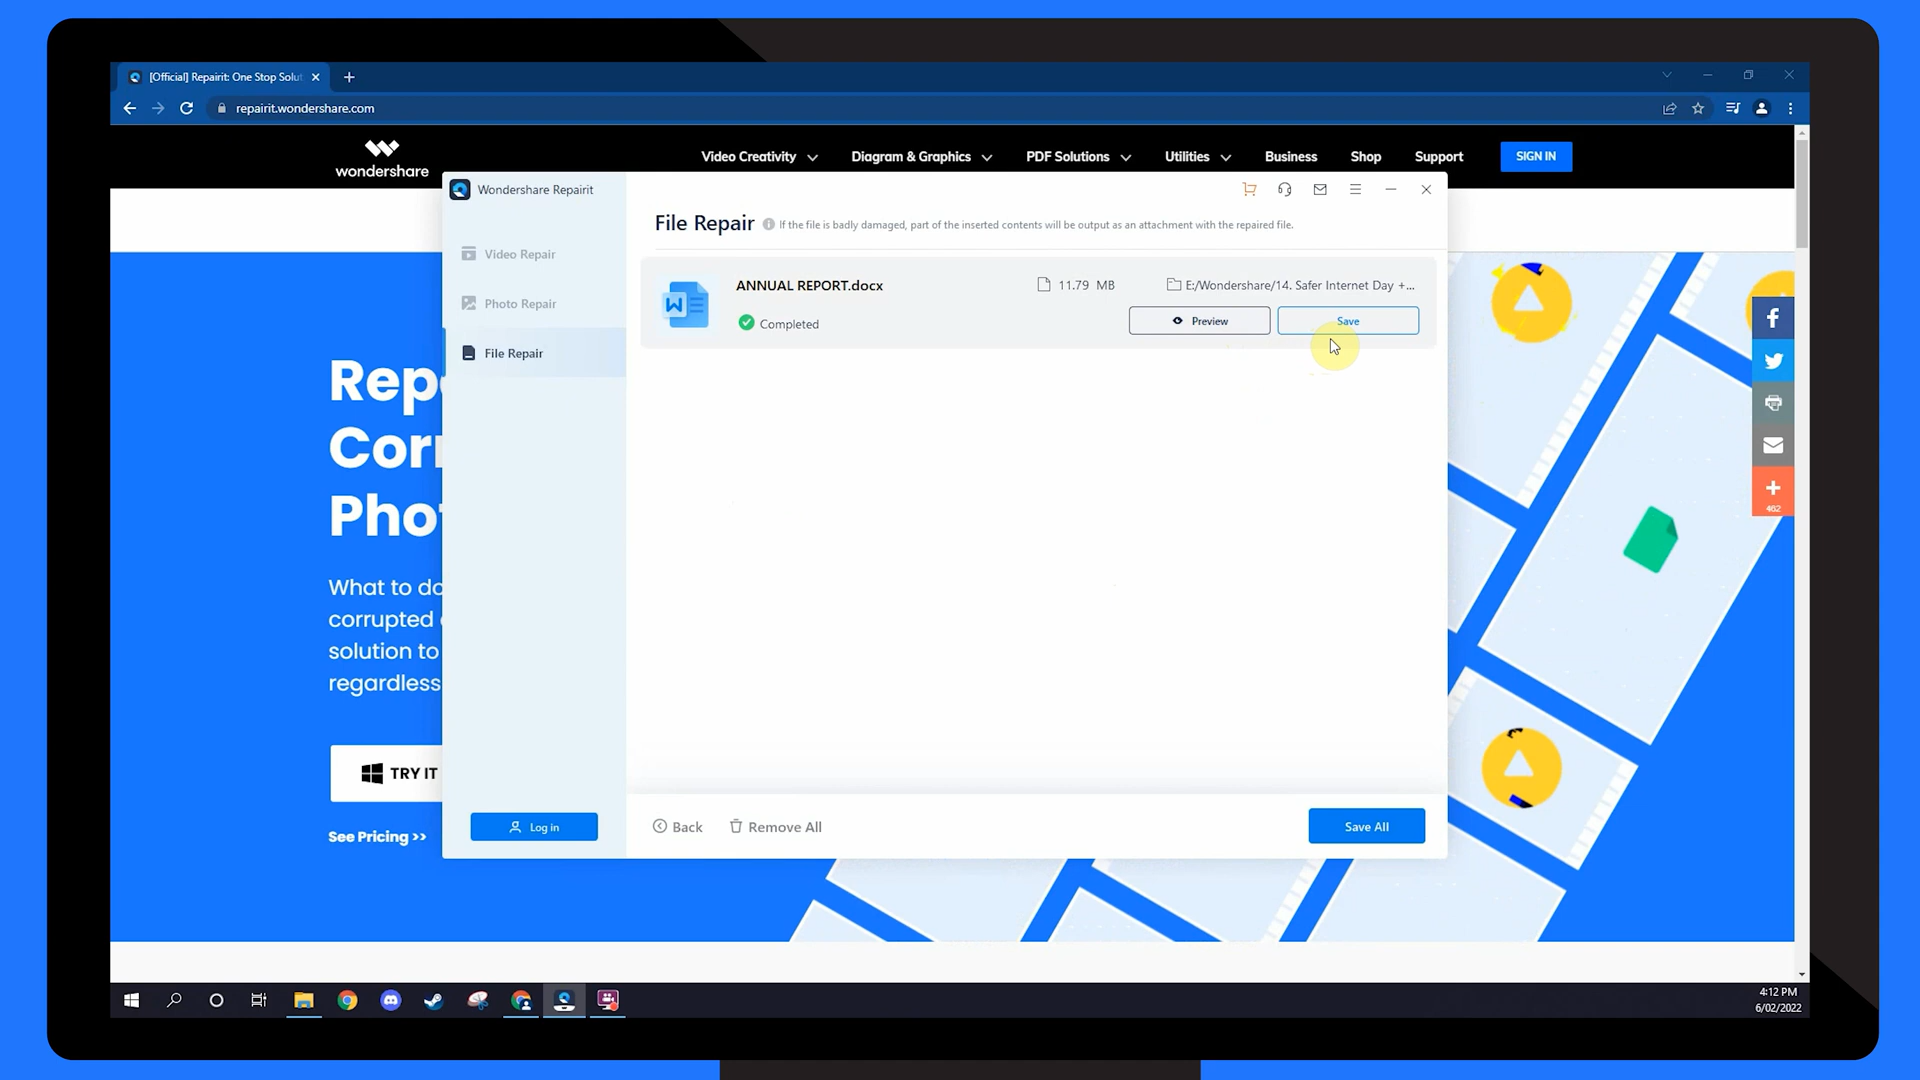 [Official] Repairit: One Stop Solut
repairit.wondershare.com
wondershare
Video Creativity
Diagram & Graphics
PDF Solutions
Utilities
Business
Shop
Support
SIGN IN
Wondershare Repairit
Video Repair
Photo Repair
File Repair
Log in
File Repair
If the file is badly damaged, part of the inserted contents will be output as an attachment with the repaired file.
ANNUAL REPORT.docx
11.79 MB
E:/Wondershare/14. Safer Internet Day +...
Completed
Preview
Save
Back
Remove All
Save All
Rep
Cor
Pho
What to do
corrupted
solution to
regardless
TRY IT
See Pricing >>
462
4:12 PM
6/02/2022